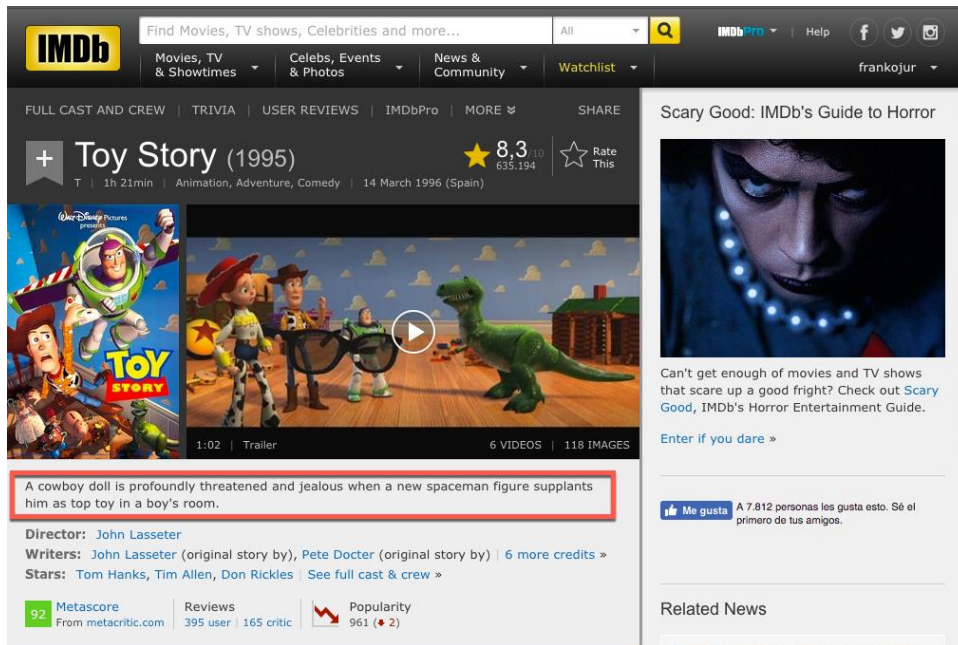 IMDb
Find Movies, TV shows, Celebrities and more...
All
IMDbPro | Help
Movies, TV
& Showtimes
Celebs, Events
& Photos
News &
Community
Watchlist
frankojur
FULL CAST AND CREW | TRIVIA | USER REVIEWS | IMDbPro | MORE SHARE
+ Toy Story (1995)
8,3/10
635.194
Rate
This
T | 1h 21min | Animation, Adventure, Comedy | 14 March 1996 (Spain)
Walt Disney Pictures
presents
TOY
STORY
1:02 | Trailer
6 VIDEOS | 118 IMAGES
A cowboy doll is profoundly threatened and jealous when a new spaceman figure supplants
him as top toy in a boy's room.
Director: John Lasseter
Writers: John Lasseter (original story by), Pete Docter (original story by) | 6 more credits »
Stars: Tom Hanks, Tim Allen, Don Rickles | See full cast & crew »
92
Metascore
From metacritic.com
Reviews
395 user | 165 critic
Popularity
961 (2)
Scary Good: IMDb's Guide to Horror
Can't get enough of movies and TV shows
that scare up a good fright? Check out Scary
Good, IMDb's Horror Entertainment Guide.
Enter if you dare »
Me gusta
A 7.812 personas les gusta esto. Sé el
primero de tus amigos.
Related News